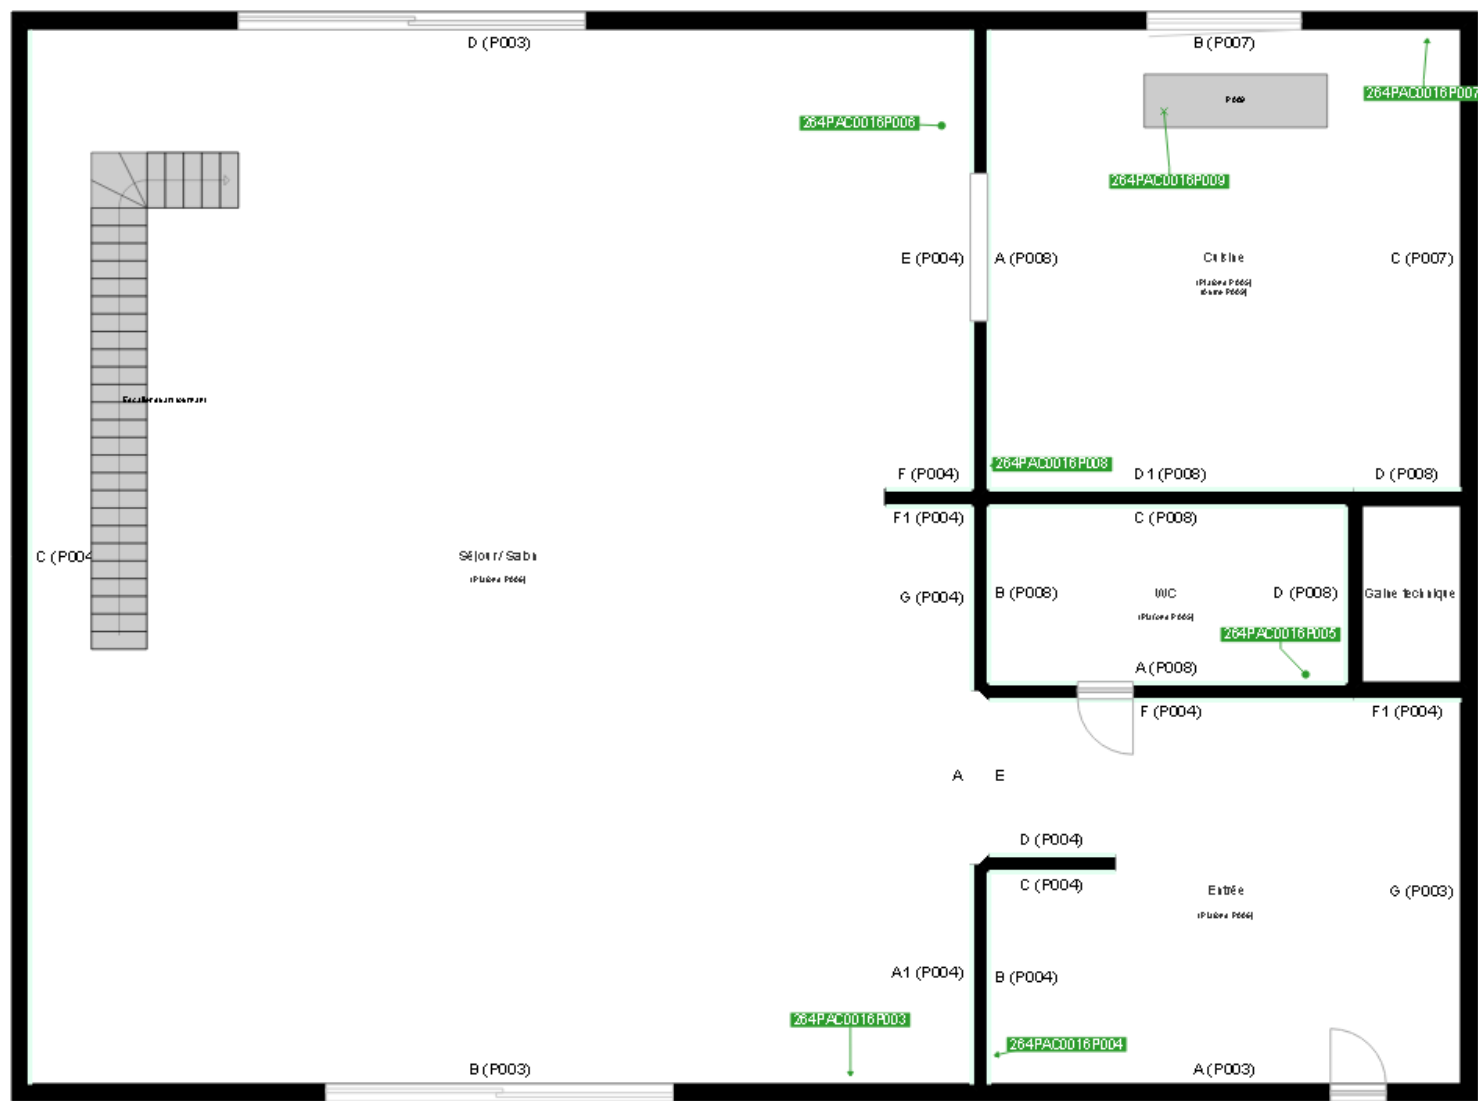 D (P003)
B (P007)
264PAC0016P007
P009
264PAC0016P006
264PAC0016P009
E (P004)
A (P008)
Cuisine
C (P007)
F (P004)
264PAC0016P008
D1 (P008)
D (P008)
F1 (P004)
C (P008)
C (P004
Séjour/Salon
G (P004)
B (P008)
WC
D (P008)
Gaine technique
264PAC0016P005
A (P008)
F (P004)
F1 (P004)
A
E
D (P004)
C (P004)
Entrée
G (P003)
A1 (P004)
B (P004)
264PAC0016P003
264PAC0016P004
B (P003)
A (P003)